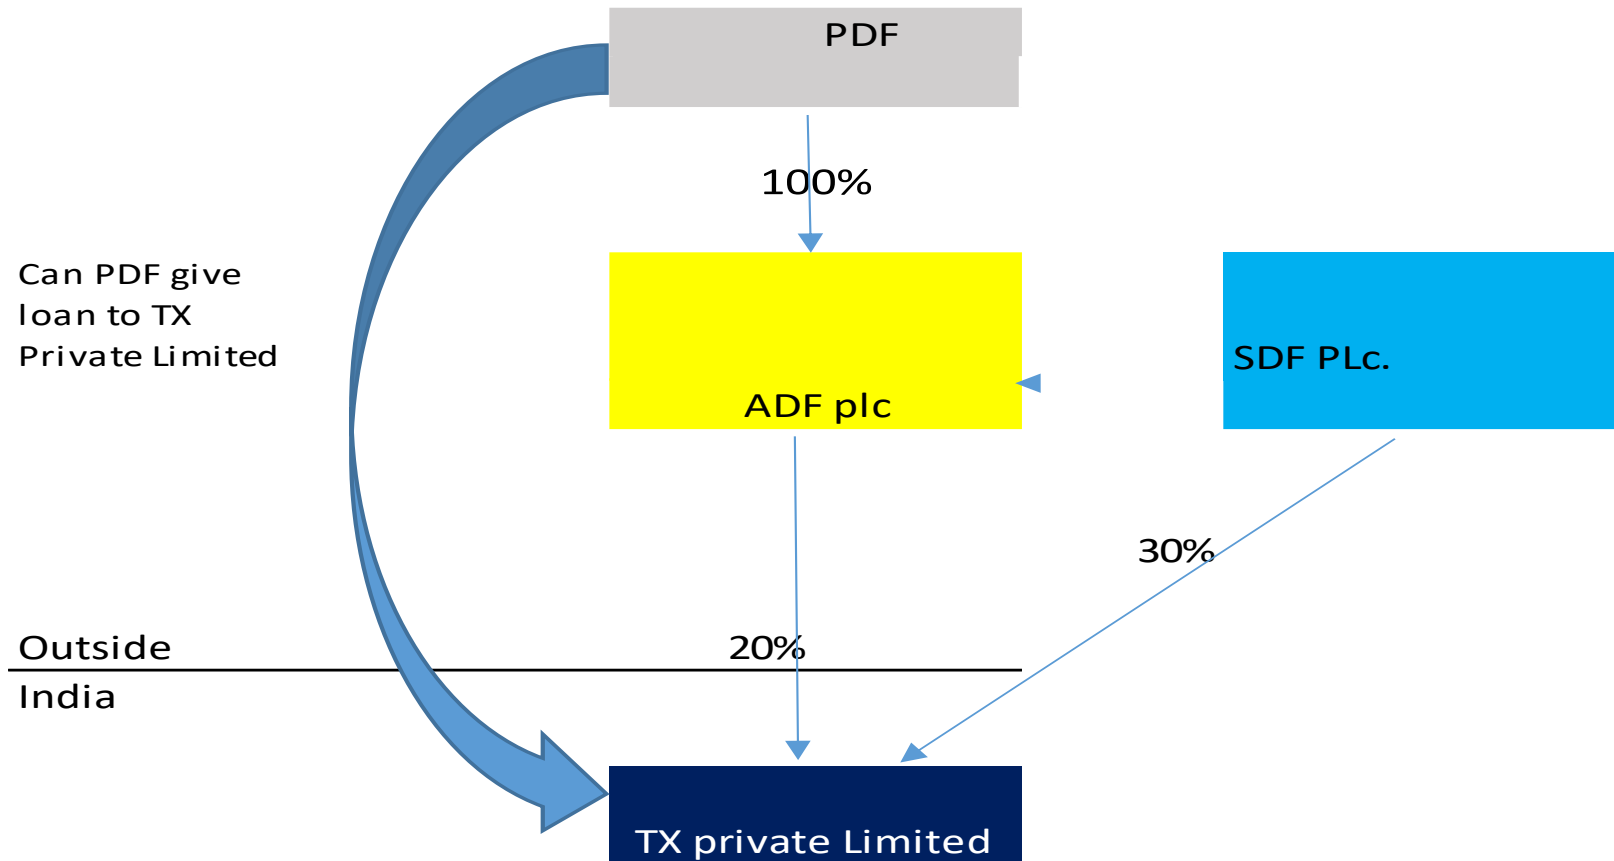 PDF
100%
Can PDF give
loan to TX
Private Limited
SDF PLc.
ADF plc
30%
Outside
20%
India
TX private Limited